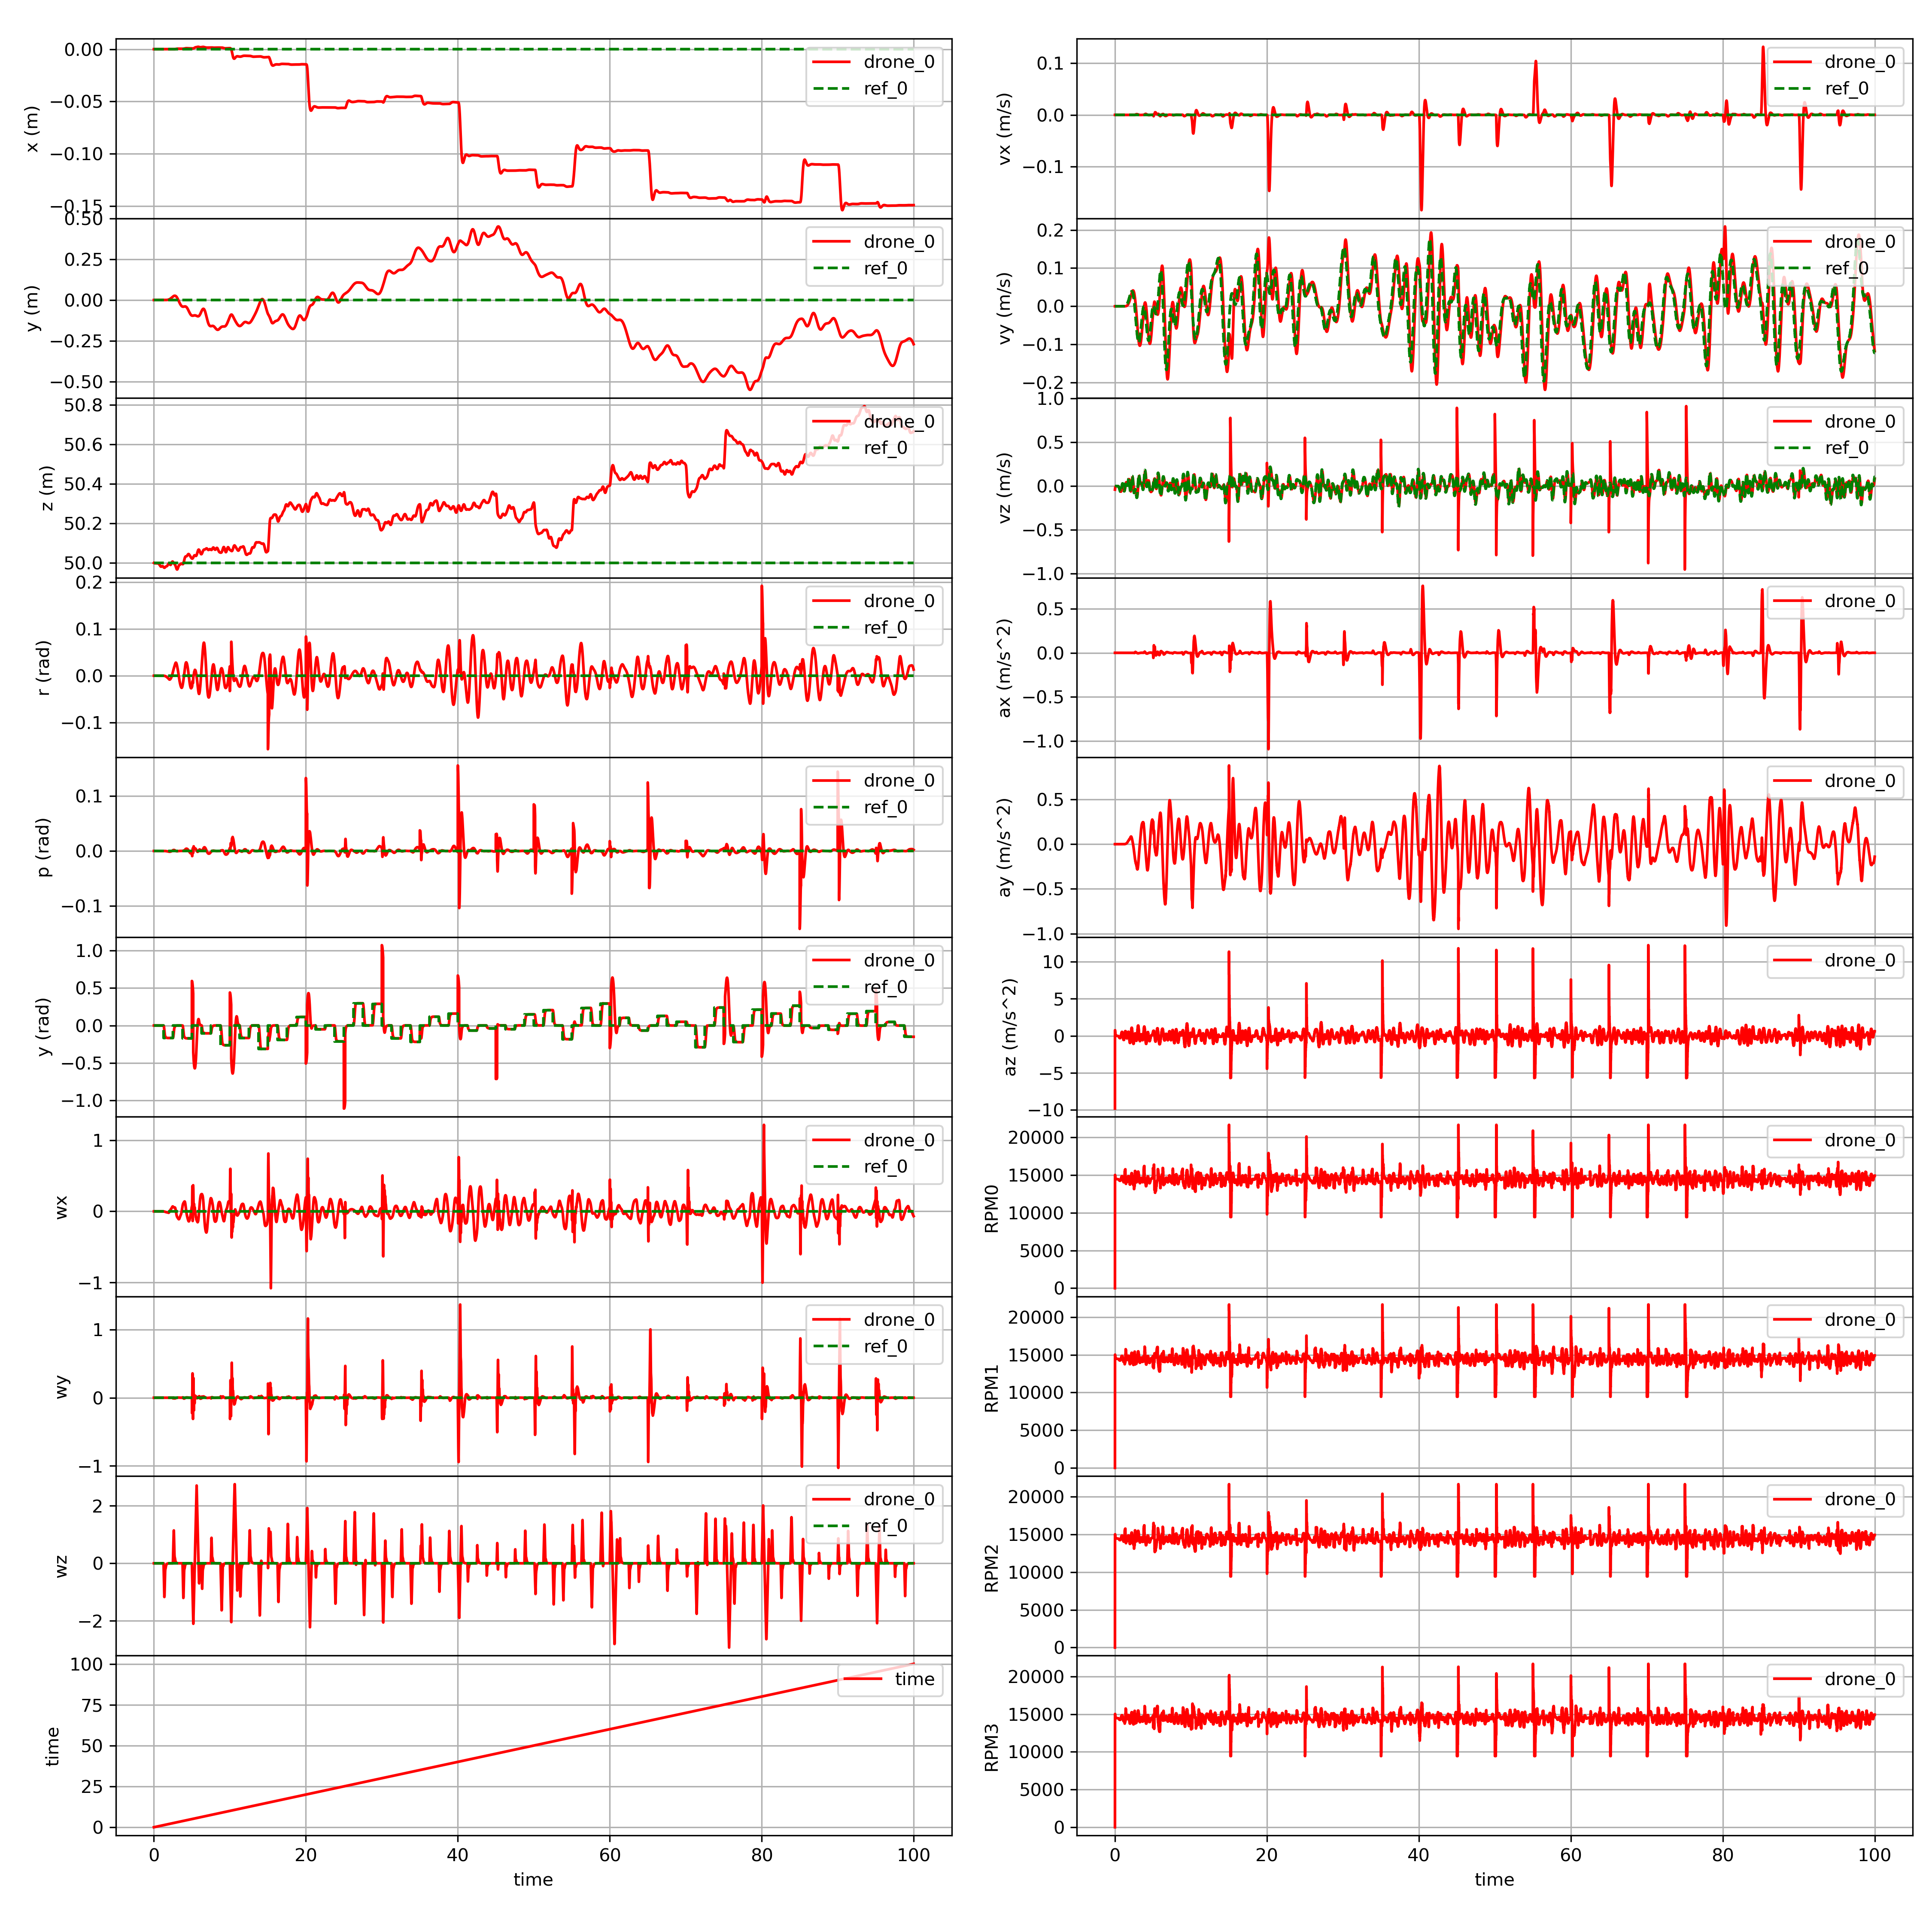 0.00
−0.05
−0.10
−0.15
x (m)
drone_0
ref_0
0.50
0.25
0.00
−0.25
−0.50
y (m)
drone_0
ref_0
50.8
50.6
50.4
50.2
50.0
z (m)
drone_0
ref_0
0.2
0.1
0.0
−0.1
r (rad)
drone_0
ref_0
0.1
0.0
−0.1
p (rad)
drone_0
ref_0
1.0
0.5
0.0
−0.5
−1.0
y (rad)
drone_0
ref_0
1
0
−1
wx
drone_0
ref_0
1
0
−1
wy
drone_0
ref_0
2
0
−2
wz
drone_0
ref_0
100
75
50
25
0
time
time
0 20 40 60 80 100
time
0.1
0.0
−0.1
vx (m/s)
drone_0
ref_0
0.2
0.1
0.0
−0.1
−0.2
vy (m/s)
drone_0
ref_0
1.0
0.5
0.0
−0.5
−1.0
vz (m/s)
drone_0
ref_0
0.5
0.0
−0.5
−1.0
ax (m/s^2)
drone_0
0.5
0.0
−0.5
−1.0
ay (m/s^2)
drone_0
10
5
0
−5
−10
az (m/s^2)
drone_0
20000
15000
10000
5000
0
RPM0
drone_0
20000
15000
10000
5000
0
RPM1
drone_0
20000
15000
10000
5000
0
RPM2
drone_0
20000
15000
10000
5000
0
RPM3
drone_0
0 20 40 60 80 100
time